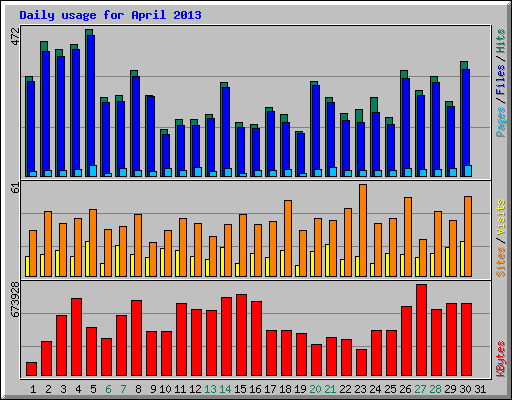 Daily usage for April 2013
472
Pages / Files / Hits
61
Sites / Visits
673928
KBytes
1 2 3 4 5 6 7 8 9 10 11 12 13 14 15 16 17 18 19 20 21 22 23 24 25 26 27 28 29 30 31